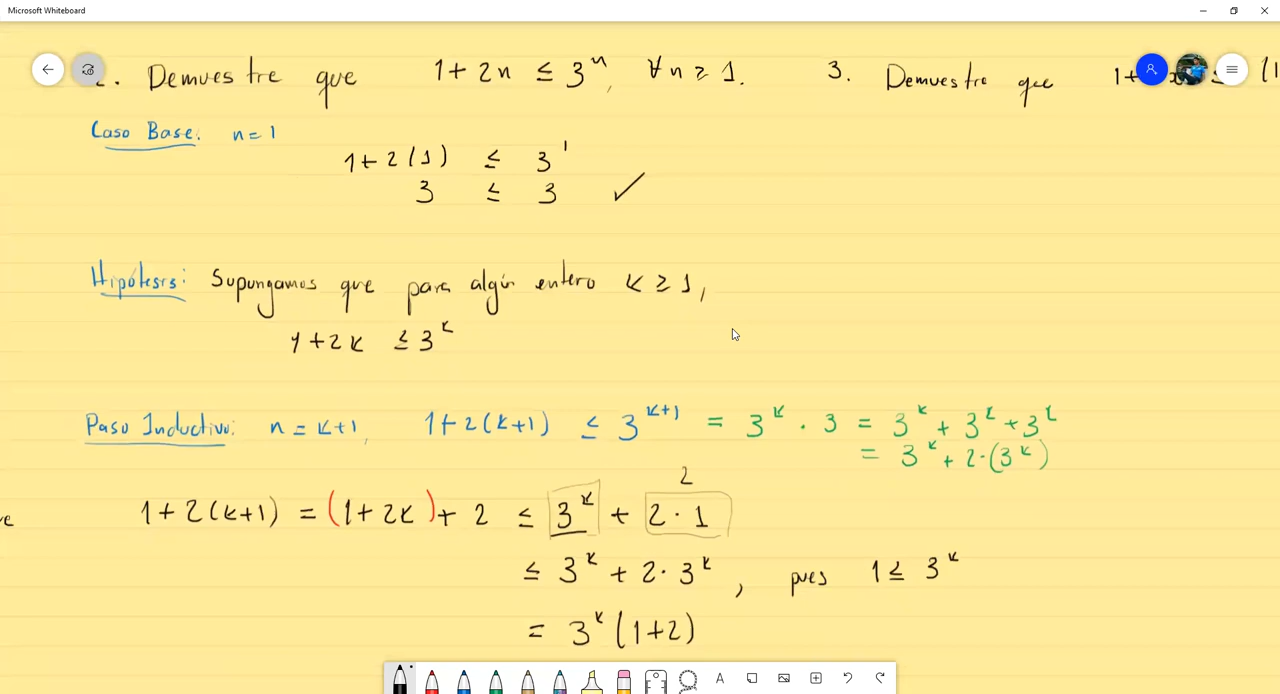 Microsoft Whiteboard
2. Demuestre que 1 + 2n ≤ 3^n, ∀n ≥ 1.
3. Demuestre que
Caso Base: n = 1
1 + 2(1) ≤ 3^1
3 ≤ 3 ✓
Hipótesis: Supongamos que para algún entero k ≥ 1,
1 + 2k ≤ 3^k
Paso Inductivo: n = k+1, 1 + 2(k+1) ≤ 3^(k+1) = 3^k · 3 = 3^k + 3^k + 3^k
= 3^k + 2·(3^k)
2
1 + 2(k+1) = (1 + 2k) + 2 ≤ 3^k + 2 · 1
≤ 3^k + 2 · 3^k, pues 1 ≤ 3^k
= 3^k (1+2)